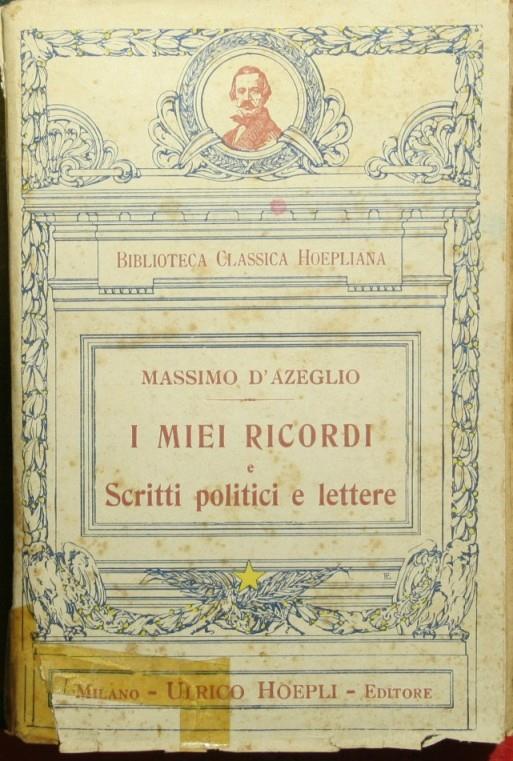 BIBLIOTECA CLASSICA HOEPLIANA
MASSIMO D'AZEGLIO
I MIEI RICORDI
e
Scritti politici e lettere
MILANO - ULRICO HOEPLI - EDITORE